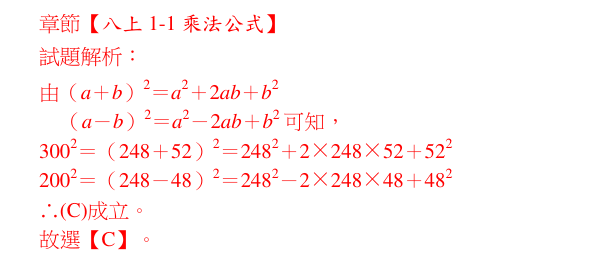 章節【八上 1-1 乘法公式】
試題解析：
由（a＋b）²＝a²＋2ab＋b²
（a－b）²＝a²－2ab＋b² 可知，
300²＝（248＋52）²＝248²＋2×248×52＋52²
200²＝（248－48）²＝248²－2×248×48＋48²
∴(C)成立。
故選【C】。